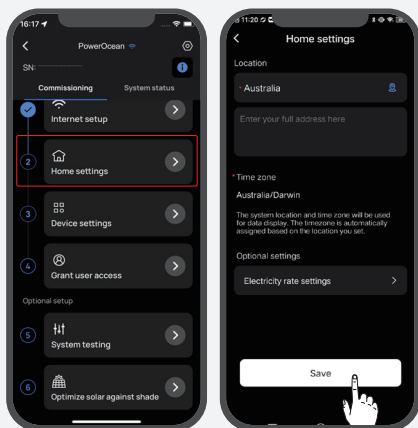 16:17
PowerOcean
SN:
Commissioning
System status
Internet setup
2
Home settings
3
Device settings
4
Grant user access
Optional setup
5
System testing
6
Optimize solar against shade
11:20
Home settings
Location
* Australia
Enter your full address here
* Time zone
Australia/Darwin
The system location and time zone will be used
for data display. The timezone is automatically
assigned based on the location you set.
Optional settings
Electricity rate settings
Save